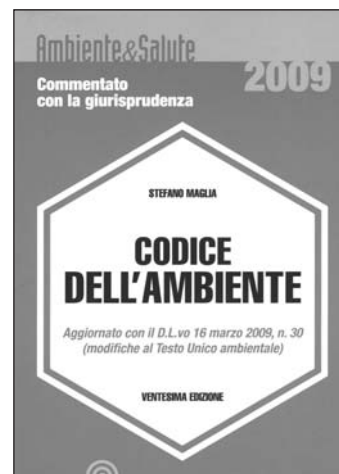 Ambiente&Salute
2009
Commentato
con la giurisprudenza
STEFANO MAGLIA
CODICE
DELL'AMBIENTE
Aggiornato con il D.L.vo 16 marzo 2009, n. 30
(modifiche al Testo Unico ambientale)
VENTESIMA EDIZIONE